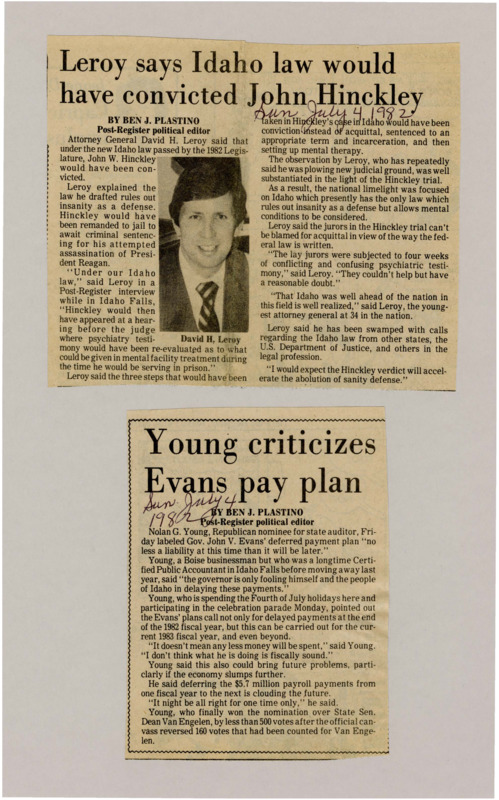 Leroy says Idaho law would
have convicted John Hinckley
Sun July 4 1982
BY BEN J. PLASTINO
Post-Register political editor
Attorney General David H. Leroy said that
under the new Idaho law passed by the 1982 Legis-
lature, John W. Hinckley
would have been con-
victed.
Leroy explained the
law he drafted rules out
insanity as a defense.
Hinckley would have
been remanded to jail to
await criminal sentenc-
ing for his attempted
assassination of Presi-
dent Reagan.
"Under our Idaho
law," said Leroy in a
Post-Register interview
while in Idaho Falls,
"Hinckley would then
have appeared at a hear-
ing before the judge
where psychiatry testi-
mony would have been re-evaluated as to what
could be given in mental facility treatment during
the time he would be serving in prison."
Leroy said the three steps that would have been
David H. Leroy
taken in Hinckley's case in Idaho would have been
conviction instead of acquittal, sentenced to an
appropriate term and incarceration, and then
setting up mental therapy.
The observation by Leroy, who has repeatedly
said he was plowing new judicial ground, was well
substantiated in the light of the Hinckley trial.
As a result, the national limelight was focused
on Idaho which presently has the only law which
rules out insanity as a defense but allows mental
conditions to be considered.
Leroy said the jurors in the Hinckley trial can't
be blamed for acquittal in view of the way the fed-
eral law is written.
"The lay jurors were subjected to four weeks
of conflicting and confusing psychiatric testi-
mony," said Leroy. "They couldn't help but have
a reasonable doubt."
"That Idaho was well ahead of the nation in
this field is well realized," said Leroy, the young-
est attorney general at 34 in the nation.
Leroy said he has been swamped with calls
regarding the Idaho law from other states, the
U.S. Department of Justice, and others in the
legal profession.
"I would expect the Hinckley verdict will accel-
erate the abolution of sanity defense."
Young criticizes
Evans pay plan
Sun July 4
1982
BY BEN J. PLASTINO
Post-Register political editor
Nolan G. Young, Republican nominee for state auditor, Fri-
day labeled Gov. John V. Evans' deferred payment plan "no
less a liability at this time than it will be later."
Young, a Boise businessman but who was a longtime Certi-
fied Public Accountant in Idaho Falls before moving away last
year, said "the governor is only fooling himself and the people
of Idaho in delaying these payments."
Young, who is spending the Fourth of July holidays here and
participating in the celebration parade Monday, pointed out
the Evans' plans call not only for delayed payments at the end
of the 1982 fiscal year, but this can be carried out for the cur-
rent 1983 fiscal year, and even beyond.
"It doesn't mean any less money will be spent," said Young.
"I don't think what he is doing is fiscally sound."
Young said this also could bring future problems, parti-
clarly if the economy slumps further.
He said deferring the $5.7 million payroll payments from
one fiscal year to the next is clouding the future.
"It night be all right for one time only," he said.
Young, who finally won the nomination over State Sen.
Dean Van Engelen, by less than 500 votes after the official can-
vass reversed 160 votes that had been counted for Van Enge-
len.